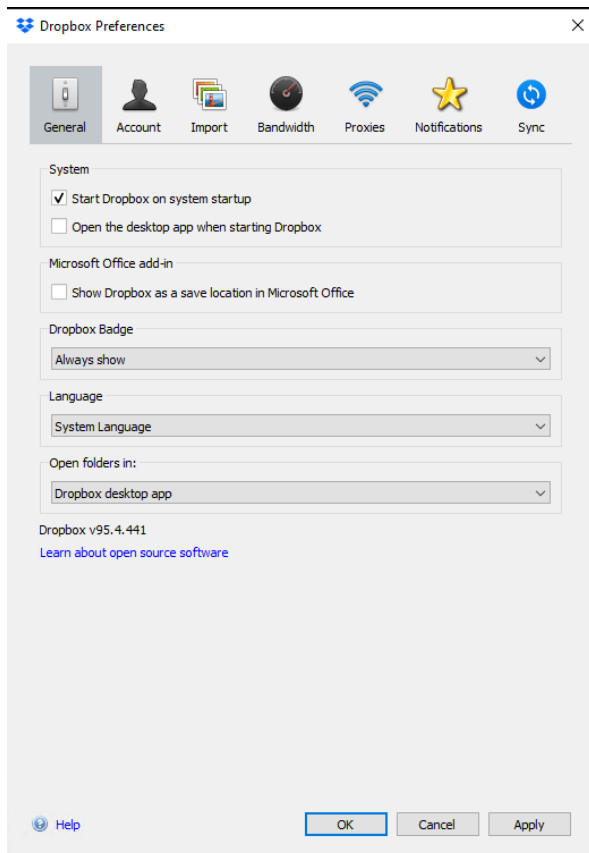 Dropbox Preferences
General Account Import Bandwidth Proxies Notifications Sync
System
Start Dropbox on system startup
Open the desktop app when starting Dropbox
Microsoft Office add-in
Show Dropbox as a save location in Microsoft Office
Dropbox Badge
Always show
Language
System Language
Open folders in:
Dropbox desktop app
Dropbox v95.4.441
Learn about open source software
Help OK Cancel Apply